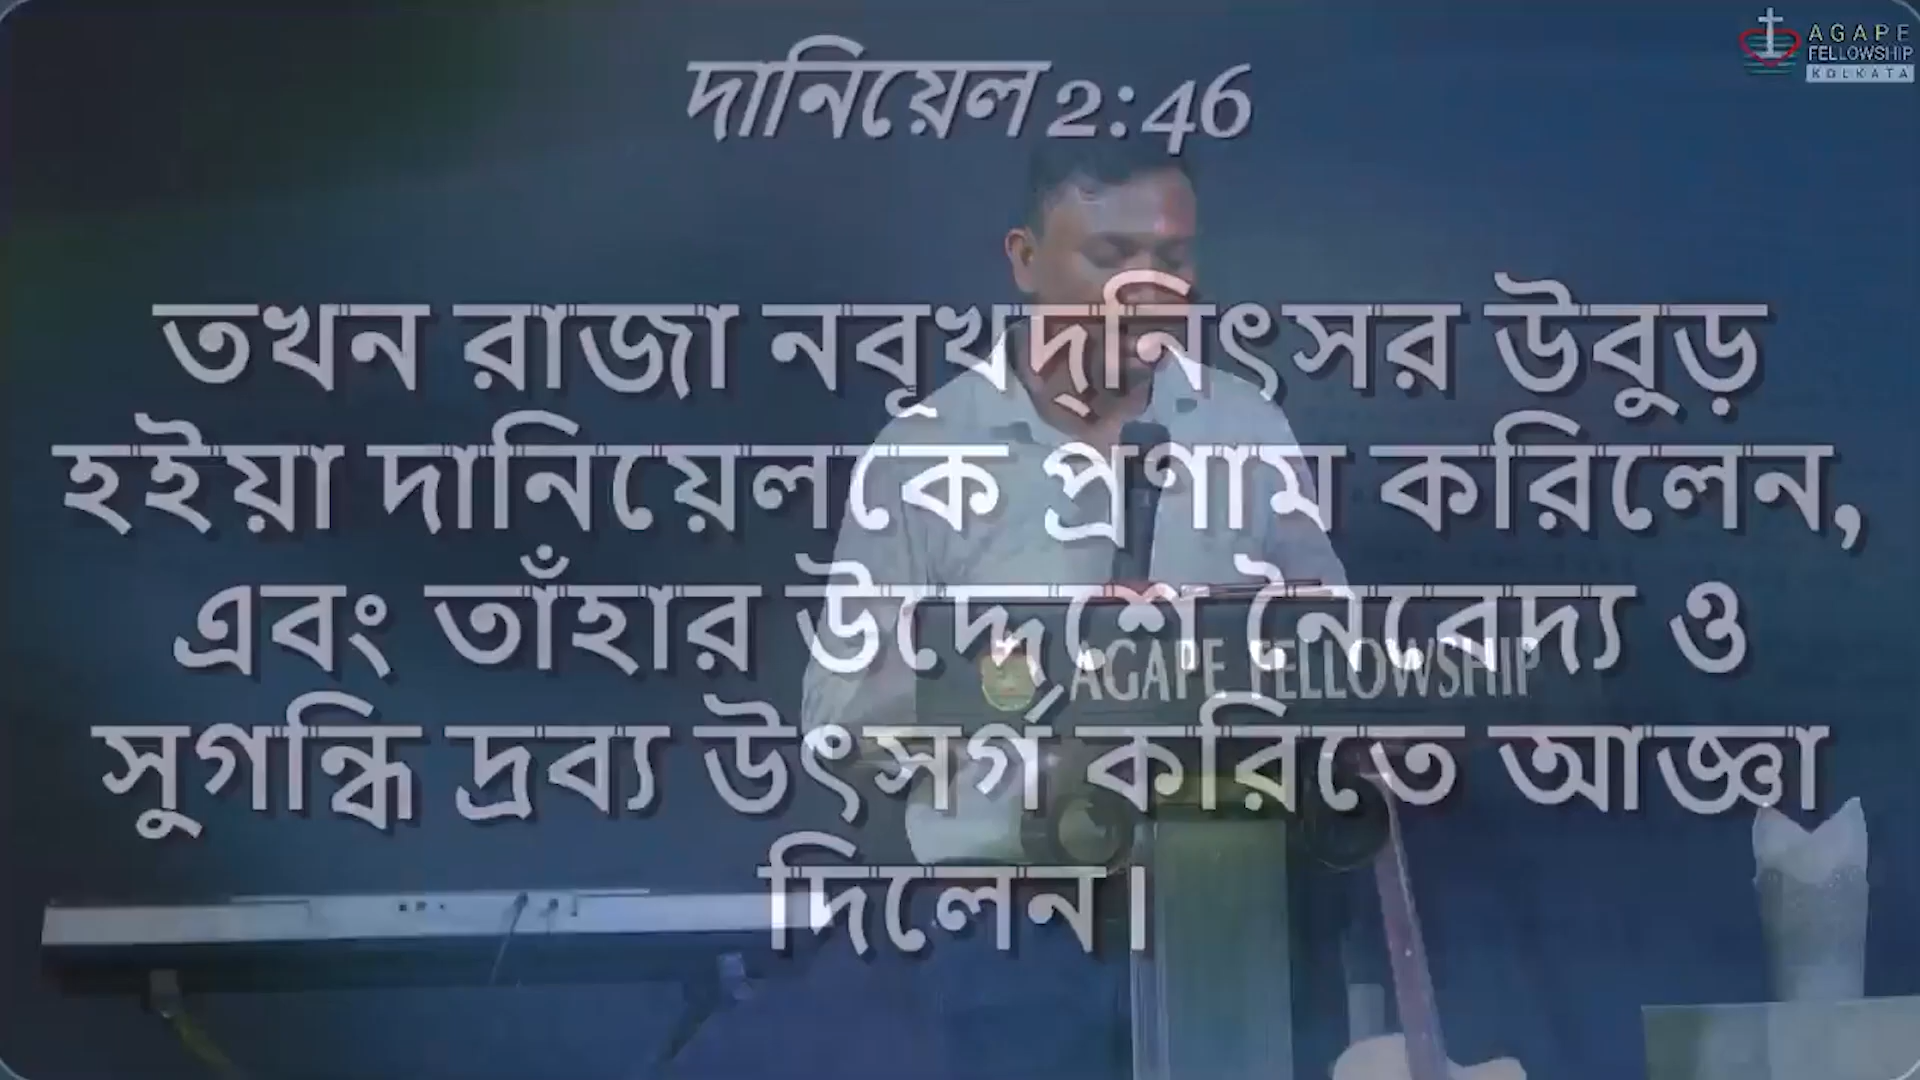 AGAPE
FELLOWSHIP
KOLKATA
দানিয়েল 2:46
তখন রাজা নবূখদ্‌নিৎসর উবুড়
হইয়া দানিয়েলকে প্রণাম করিলেন,
এবং তাঁহার উদ্দেশে নৈবেদ্য ও
সুগন্ধি দ্রব্য উৎসর্গ করিতে আজ্ঞা
দিলেন।
AGAPE FELLOWSHIP